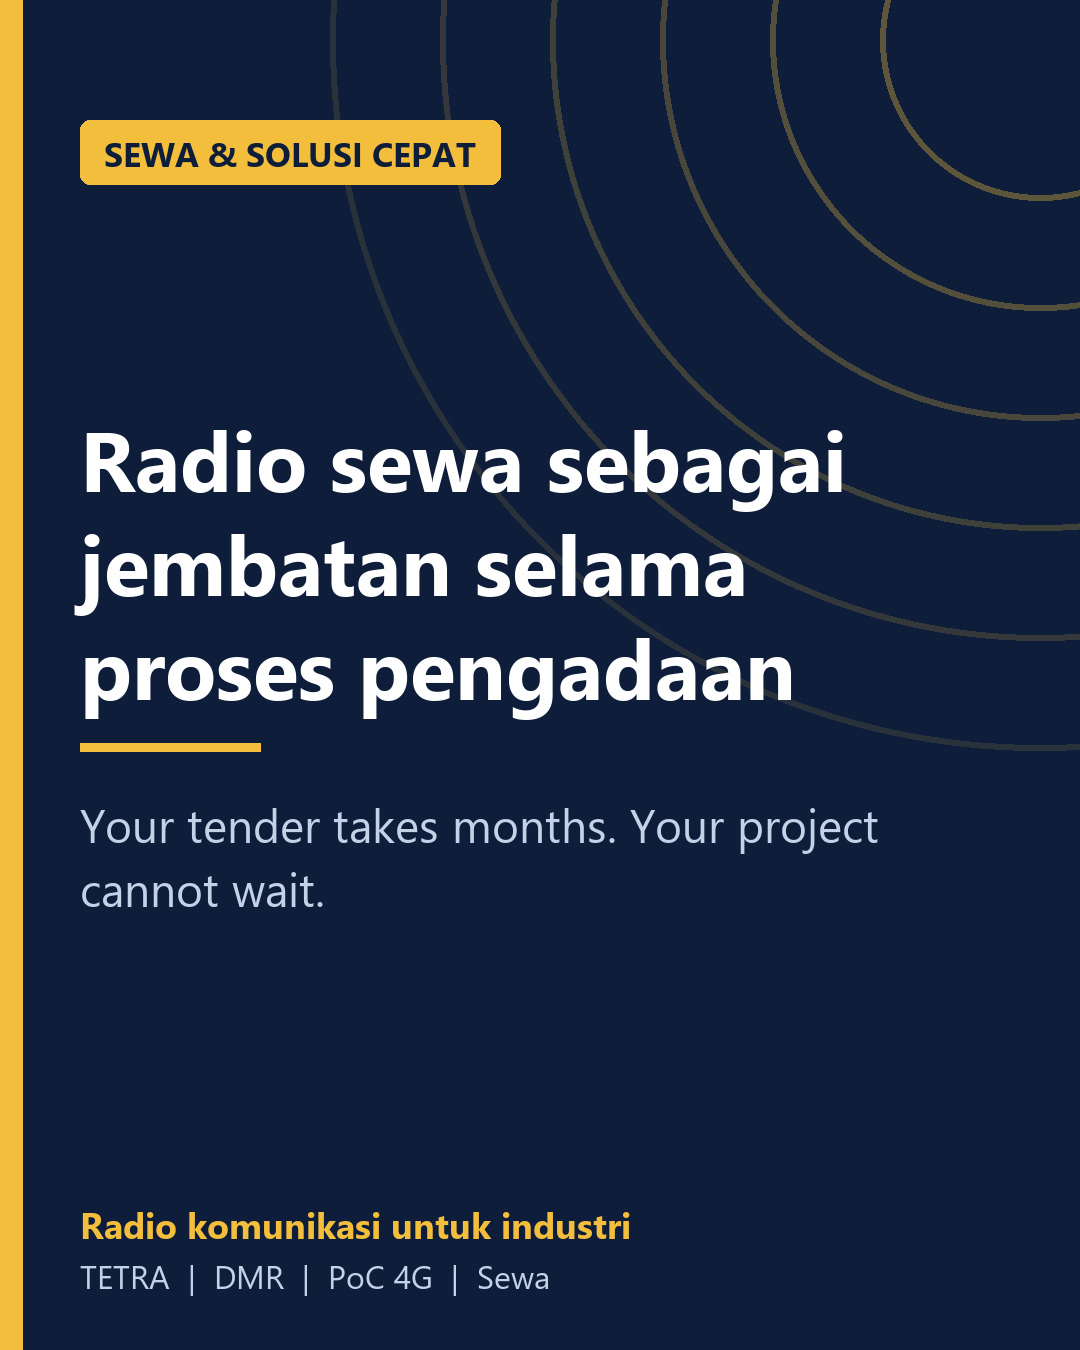 SEWA & SOLUSI CEPAT
Radio sewa sebagai
jembatan selama
proses pengadaan
Your tender takes months. Your project
cannot wait.
Radio komunikasi untuk industri
TETRA | DMR | PoC 4G | Sewa